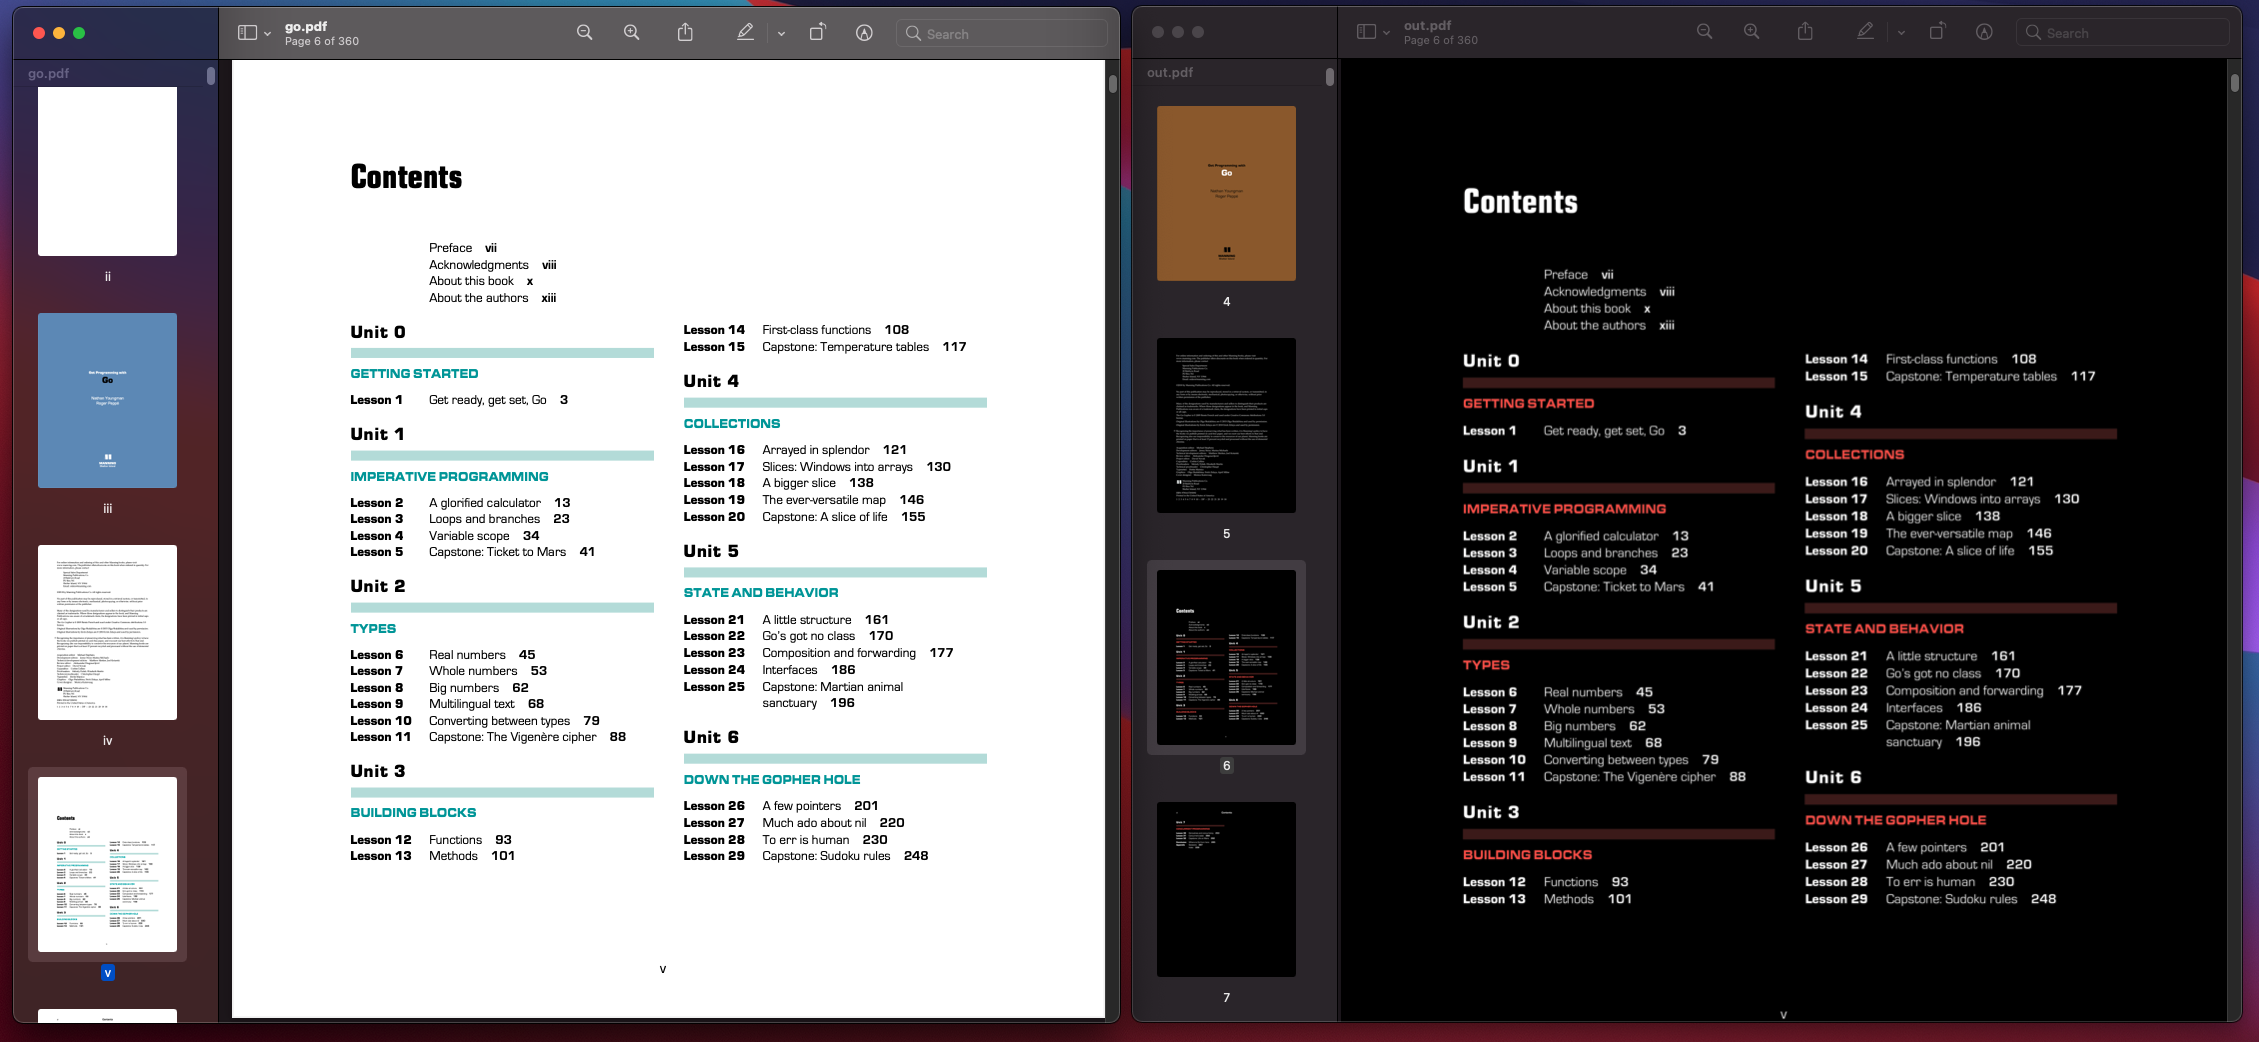 go.pdf
Page 6 of 360
Search
go.pdf
ii
Get Programming with
Go
Nathan Youngman
Roger Peppé
iii
iv
v
Contents
Preface vii
Acknowledgments viii
About this book x
About the authors xiii
Unit 0
GETTING STARTED
Lesson 1 Get ready, get set, Go 3
Unit 1
IMPERATIVE PROGRAMMING
Lesson 2 A glorified calculator 13
Lesson 3 Loops and branches 23
Lesson 4 Variable scope 34
Lesson 5 Capstone: Ticket to Mars 41
Unit 2
TYPES
Lesson 6 Real numbers 45
Lesson 7 Whole numbers 53
Lesson 8 Big numbers 62
Lesson 9 Multilingual text 68
Lesson 10 Converting between types 79
Lesson 11 Capstone: The Vigenère cipher 88
Unit 3
BUILDING BLOCKS
Lesson 12 Functions 93
Lesson 13 Methods 101
Lesson 14 First-class functions 108
Lesson 15 Capstone: Temperature tables 117
Unit 4
COLLECTIONS
Lesson 16 Arrayed in splendor 121
Lesson 17 Slices: Windows into arrays 130
Lesson 18 A bigger slice 138
Lesson 19 The ever-versatile map 146
Lesson 20 Capstone: A slice of life 155
Unit 5
STATE AND BEHAVIOR
Lesson 21 A little structure 161
Lesson 22 Go's got no class 170
Lesson 23 Composition and forwarding 177
Lesson 24 Interfaces 186
Lesson 25 Capstone: Martian animal
sanctuary 196
Unit 6
DOWN THE GOPHER HOLE
Lesson 26 A few pointers 201
Lesson 27 Much ado about nil 220
Lesson 28 To err is human 230
Lesson 29 Capstone: Sudoku rules 248
v
out.pdf
Page 6 of 360
Search
out.pdf
Get Programming with
Go
Nathan Youngman
Roger Peppé
4
5
Contents
6
7
Contents
Preface vii
Acknowledgments viii
About this book x
About the authors xiii
Unit 0
GETTING STARTED
Lesson 1 Get ready, get set, Go 3
Unit 1
IMPERATIVE PROGRAMMING
Lesson 2 A glorified calculator 13
Lesson 3 Loops and branches 23
Lesson 4 Variable scope 34
Lesson 5 Capstone: Ticket to Mars 41
Unit 2
TYPES
Lesson 6 Real numbers 45
Lesson 7 Whole numbers 53
Lesson 8 Big numbers 62
Lesson 9 Multilingual text 68
Lesson 10 Converting between types 79
Lesson 11 Capstone: The Vigenère cipher 88
Unit 3
BUILDING BLOCKS
Lesson 12 Functions 93
Lesson 13 Methods 101
Lesson 14 First-class functions 108
Lesson 15 Capstone: Temperature tables 117
Unit 4
COLLECTIONS
Lesson 16 Arrayed in splendor 121
Lesson 17 Slices: Windows into arrays 130
Lesson 18 A bigger slice 138
Lesson 19 The ever-versatile map 146
Lesson 20 Capstone: A slice of life 155
Unit 5
STATE AND BEHAVIOR
Lesson 21 A little structure 161
Lesson 22 Go's got no class 170
Lesson 23 Composition and forwarding 177
Lesson 24 Interfaces 186
Lesson 25 Capstone: Martian animal
sanctuary 196
Unit 6
DOWN THE GOPHER HOLE
Lesson 26 A few pointers 201
Lesson 27 Much ado about nil 220
Lesson 28 To err is human 230
Lesson 29 Capstone: Sudoku rules 248
v